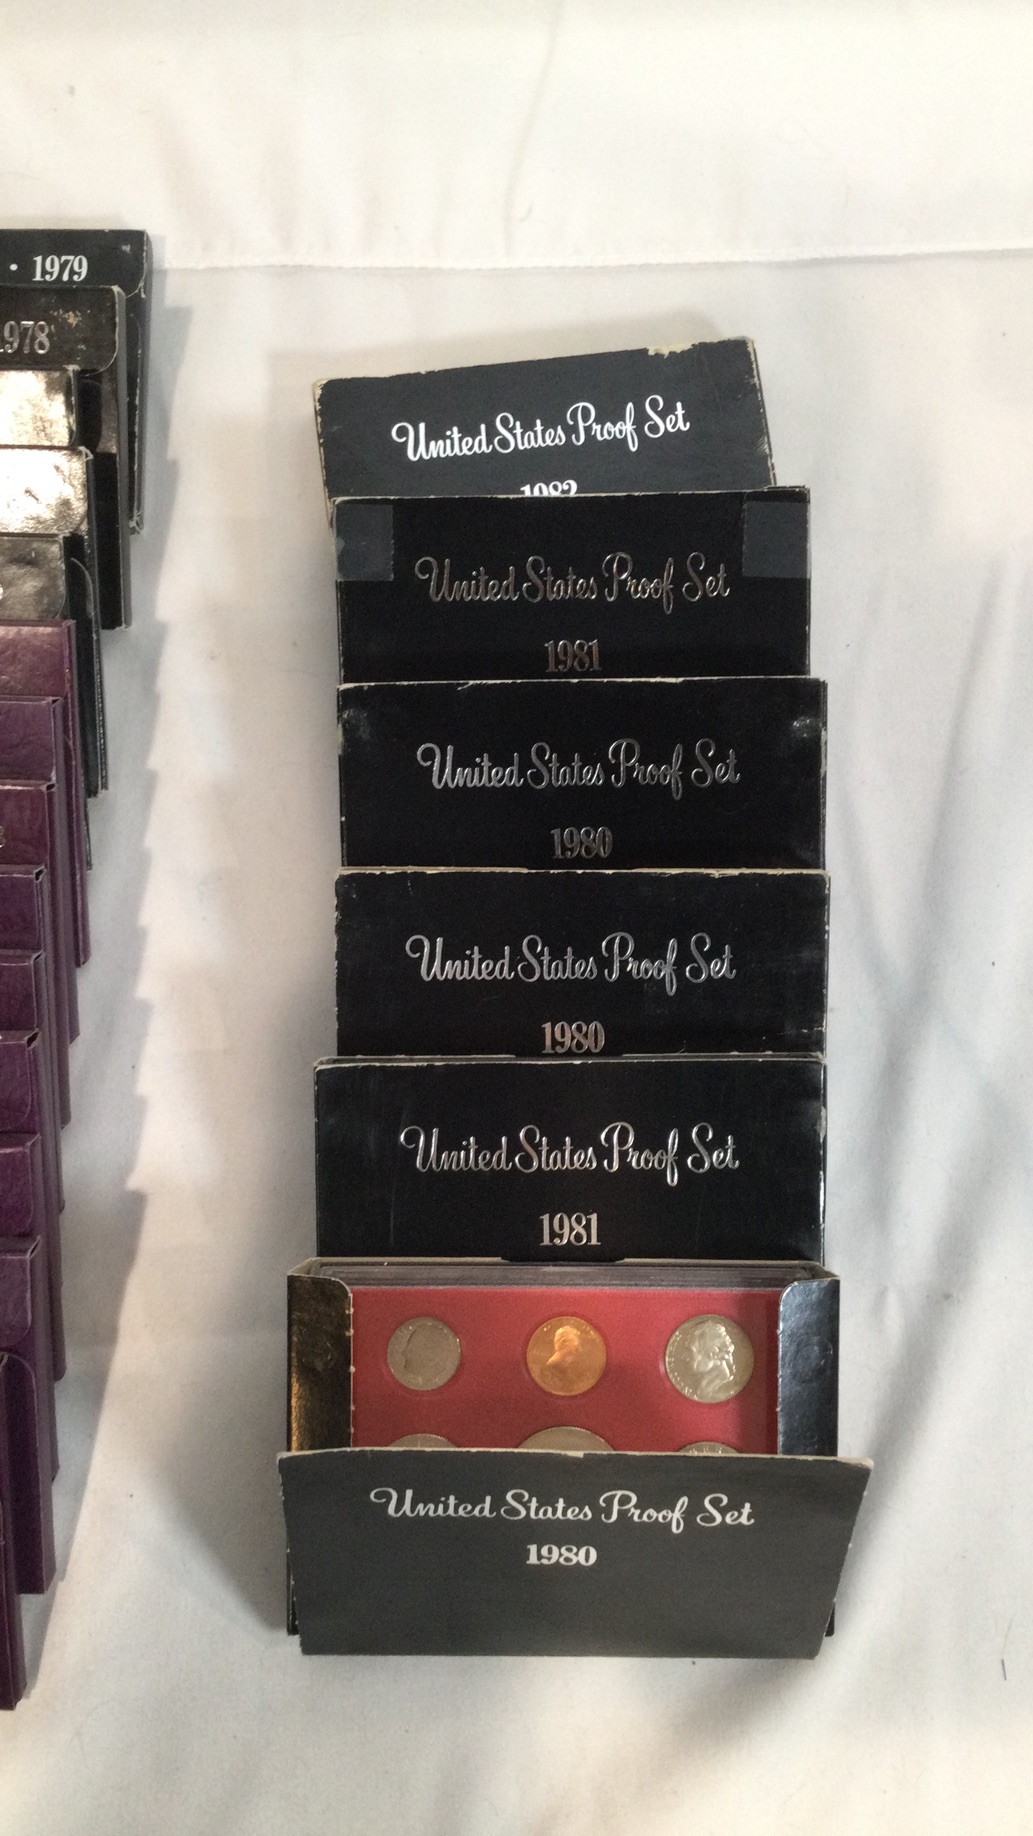 · 1979
1978
United States Proof Set
1982
United States Proof Set
1981
United States Proof Set
1980
United States Proof Set
1980
United States Proof Set
1981
United States Proof Set
1980